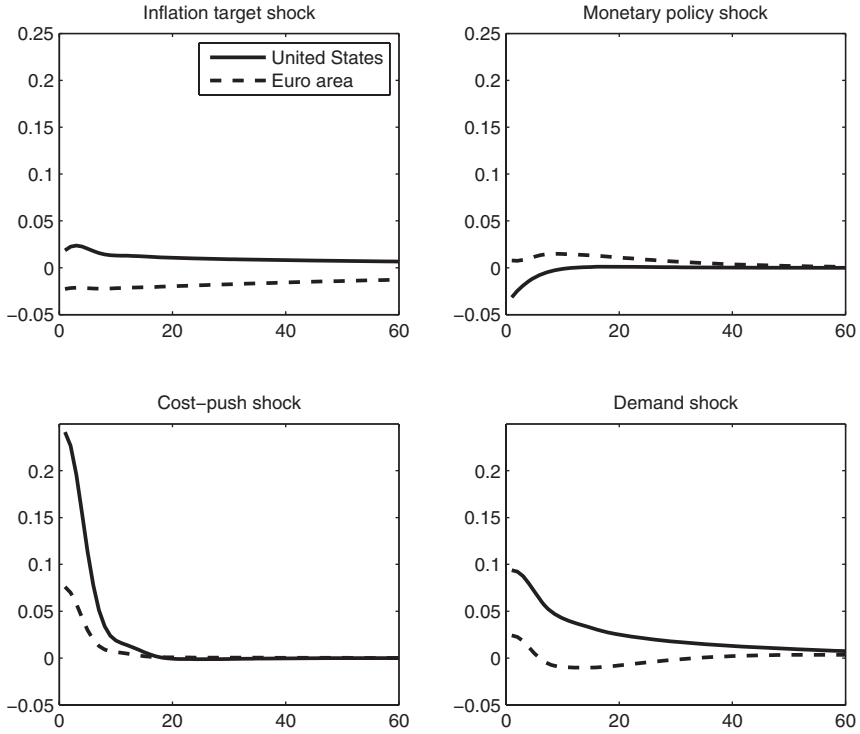 Inflation target shock
0.25
0.2
0.15
0.1
0.05
0
−0.05
0 20 40 60
United States
Euro area
Monetary policy shock
0.25
0.2
0.15
0.1
0.05
0
−0.05
0 20 40 60
Cost−push shock
0.2
0.15
0.1
0.05
0
−0.05
0 20 40 60
Demand shock
0.2
0.15
0.1
0.05
0
−0.05
0 20 40 60